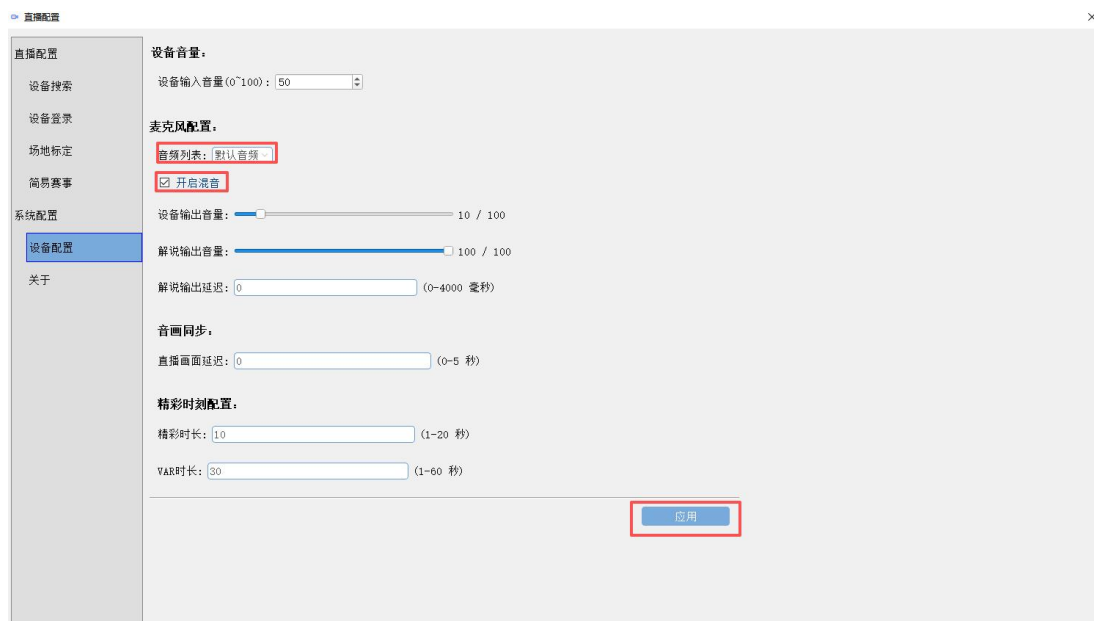 直播配置
直播配置
设备搜索
设备登录
场地标定
简易赛事
系统配置
设备配置
关于
设备音量:
设备输入音量(0~100): 50
麦克风配置:
音频列表: 默认音频
开启混音
设备输出音量: 10 / 100
解说输出音量: 100 / 100
解说输出延迟: 0 (0-4000 毫秒)
音画同步:
直播画面延迟: 0 (0-5 秒)
精彩时刻配置:
精彩时长: 10 (1-20 秒)
VAR时长: 30 (1-60 秒)
应用